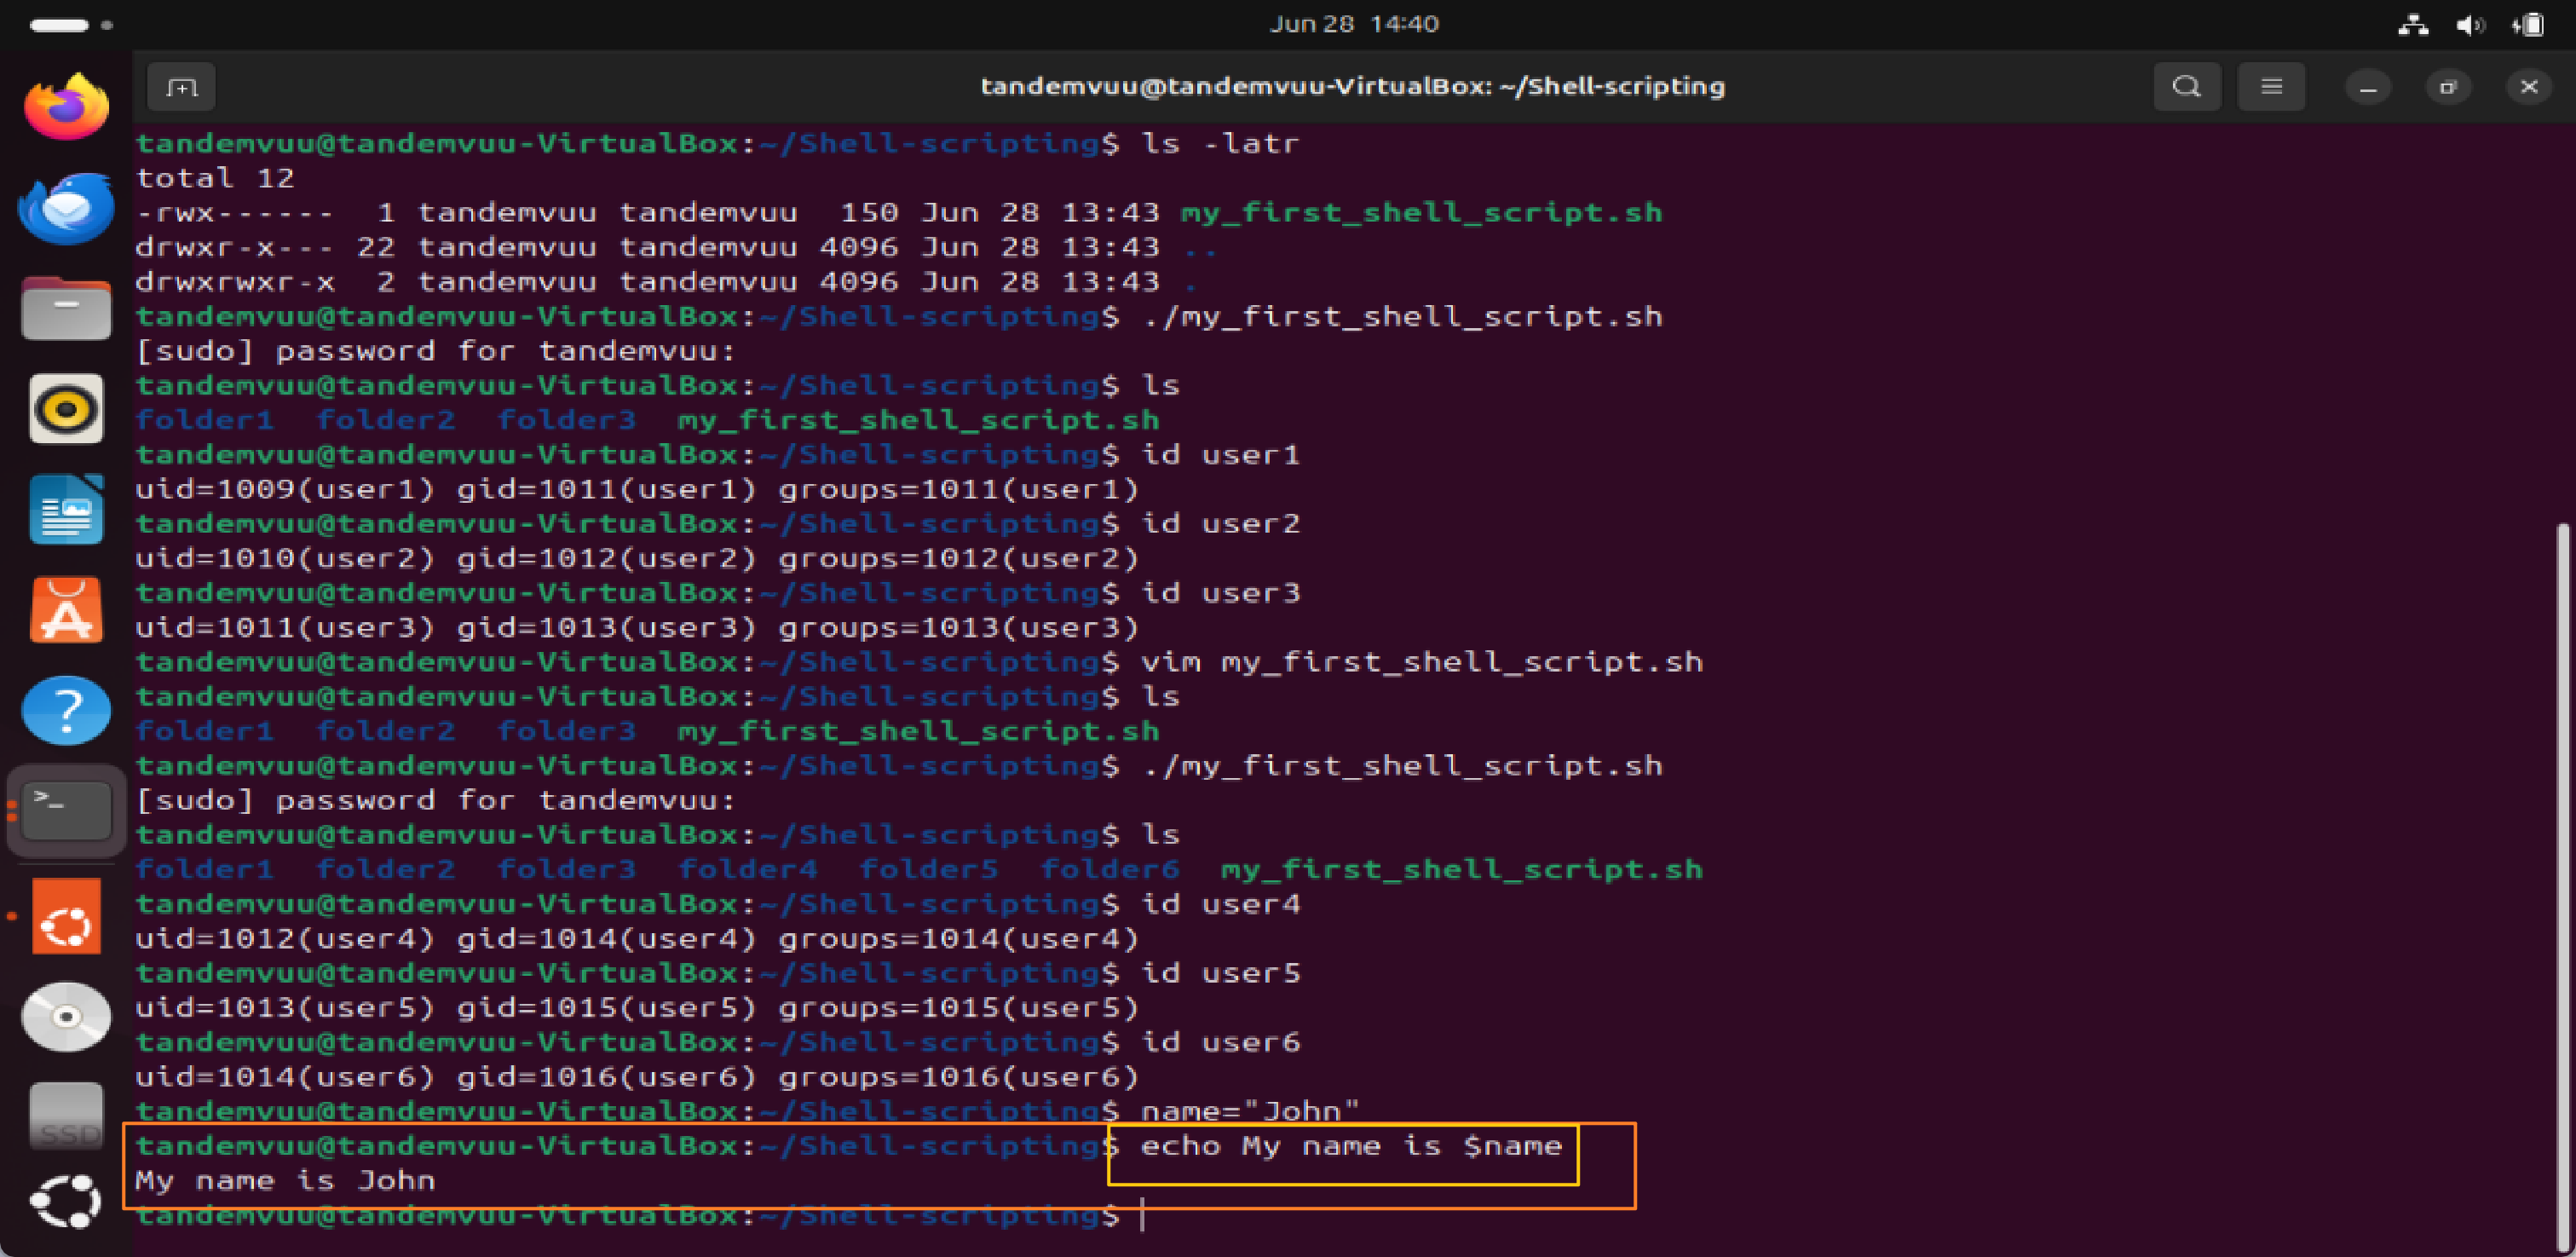 Jun 28 14:40
tandemvuu@tandemvuu-VirtualBox: ~/Shell-scripting
tandemvuu@tandemvuu-VirtualBox:~/Shell-scripting$ ls -latr
total 12
-rwx------  1 tandemvuu tandemvuu  150 Jun 28 13:43 my_first_shell_script.sh
drwxr-x--- 22 tandemvuu tandemvuu 4096 Jun 28 13:43 ..
drwxrwxr-x  2 tandemvuu tandemvuu 4096 Jun 28 13:43 .
tandemvuu@tandemvuu-VirtualBox:~/Shell-scripting$ ./my_first_shell_script.sh
[sudo] password for tandemvuu:
tandemvuu@tandemvuu-VirtualBox:~/Shell-scripting$ ls
folder1  folder2  folder3  my_first_shell_script.sh
tandemvuu@tandemvuu-VirtualBox:~/Shell-scripting$ id user1
uid=1009(user1) gid=1011(user1) groups=1011(user1)
tandemvuu@tandemvuu-VirtualBox:~/Shell-scripting$ id user2
uid=1010(user2) gid=1012(user2) groups=1012(user2)
tandemvuu@tandemvuu-VirtualBox:~/Shell-scripting$ id user3
uid=1011(user3) gid=1013(user3) groups=1013(user3)
tandemvuu@tandemvuu-VirtualBox:~/Shell-scripting$ vim my_first_shell_script.sh
tandemvuu@tandemvuu-VirtualBox:~/Shell-scripting$ ls
folder1  folder2  folder3  my_first_shell_script.sh
tandemvuu@tandemvuu-VirtualBox:~/Shell-scripting$ ./my_first_shell_script.sh
[sudo] password for tandemvuu:
tandemvuu@tandemvuu-VirtualBox:~/Shell-scripting$ ls
folder1  folder2  folder3  folder4  folder5  folder6  my_first_shell_script.sh
tandemvuu@tandemvuu-VirtualBox:~/Shell-scripting$ id user4
uid=1012(user4) gid=1014(user4) groups=1014(user4)
tandemvuu@tandemvuu-VirtualBox:~/Shell-scripting$ id user5
uid=1013(user5) gid=1015(user5) groups=1015(user5)
tandemvuu@tandemvuu-VirtualBox:~/Shell-scripting$ id user6
uid=1014(user6) gid=1016(user6) groups=1016(user6)
tandemvuu@tandemvuu-VirtualBox:~/Shell-scripting$ name="John"
tandemvuu@tandemvuu-VirtualBox:~/Shell-scripting$ echo My name is $name
My name is John
tandemvuu@tandemvuu-VirtualBox:~/Shell-scripting$
SSD